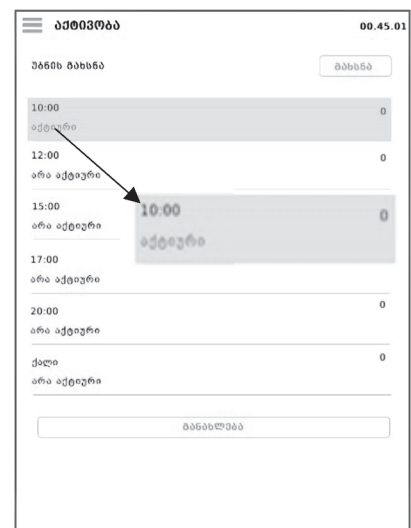 აქტივობა 00.45.01
უბნის გახსნა გახსნა
10:00 0
აქტიური
12:00 0
არა აქტიური
15:00
არა აქტიური
10:00 0
აქტიური
17:00
არა აქტიური
20:00 0
არა აქტიური
ქალი 0
არა აქტიური
განახლება